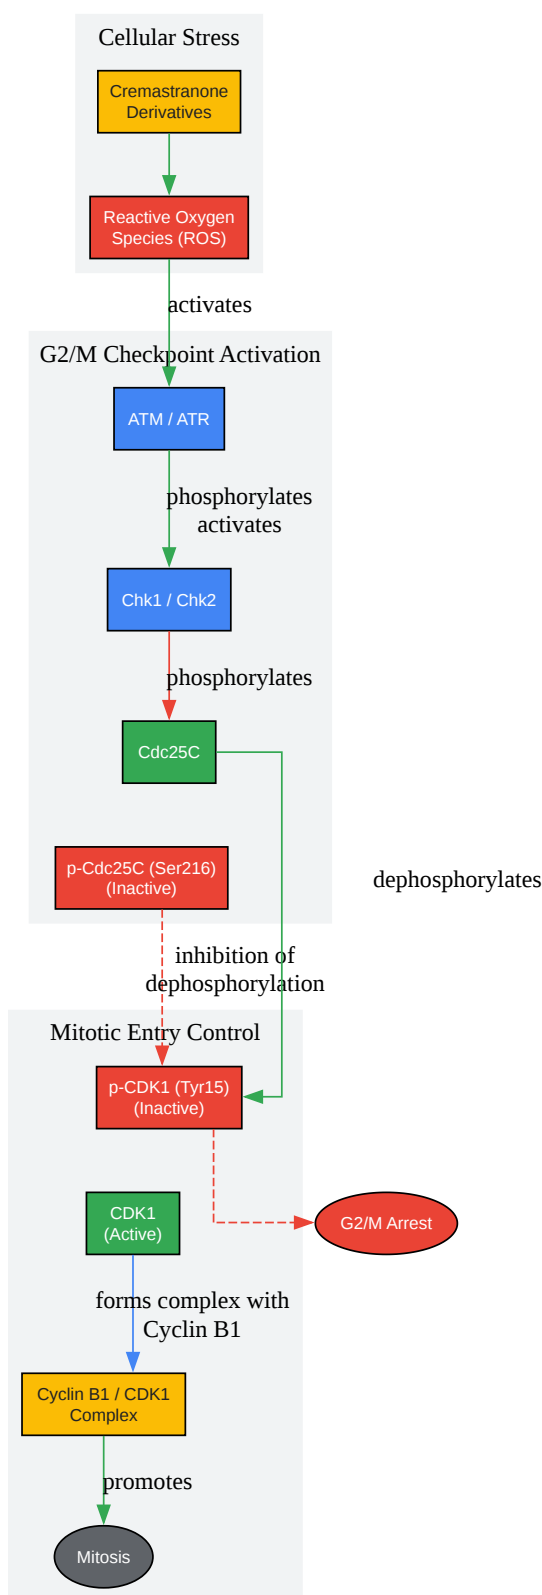 Cellular Stress
Cremastranone
Derivatives
Reactive Oxygen
Species (ROS)
activates
G2/M Checkpoint Activation
ATM / ATR
phosphorylates
activates
Chk1 / Chk2
phosphorylates
Cdc25C
p-Cdc25C (Ser216)
(Inactive)
dephosphorylates
inhibition of
dephosphorylation
Mitotic Entry Control
p-CDK1 (Tyr15)
(Inactive)
CDK1
(Active)
G2/M Arrest
forms complex with
Cyclin B1
Cyclin B1 / CDK1
Complex
promotes
Mitosis